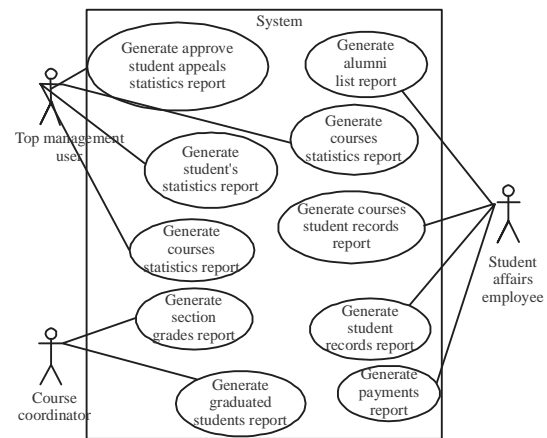 System
Generate approve
student appeals
statistics report
Generate
alumni
list report
Top management
user
Generate
courses
statistics report
Generate
student's
statistics report
Generate courses
student records
report
Generate
courses
statistics report
Student
affairs
employee
Generate
section
grades report
Generate
student
records report
Course
coordinator
Generate
graduated
students report
Generate
payments
report